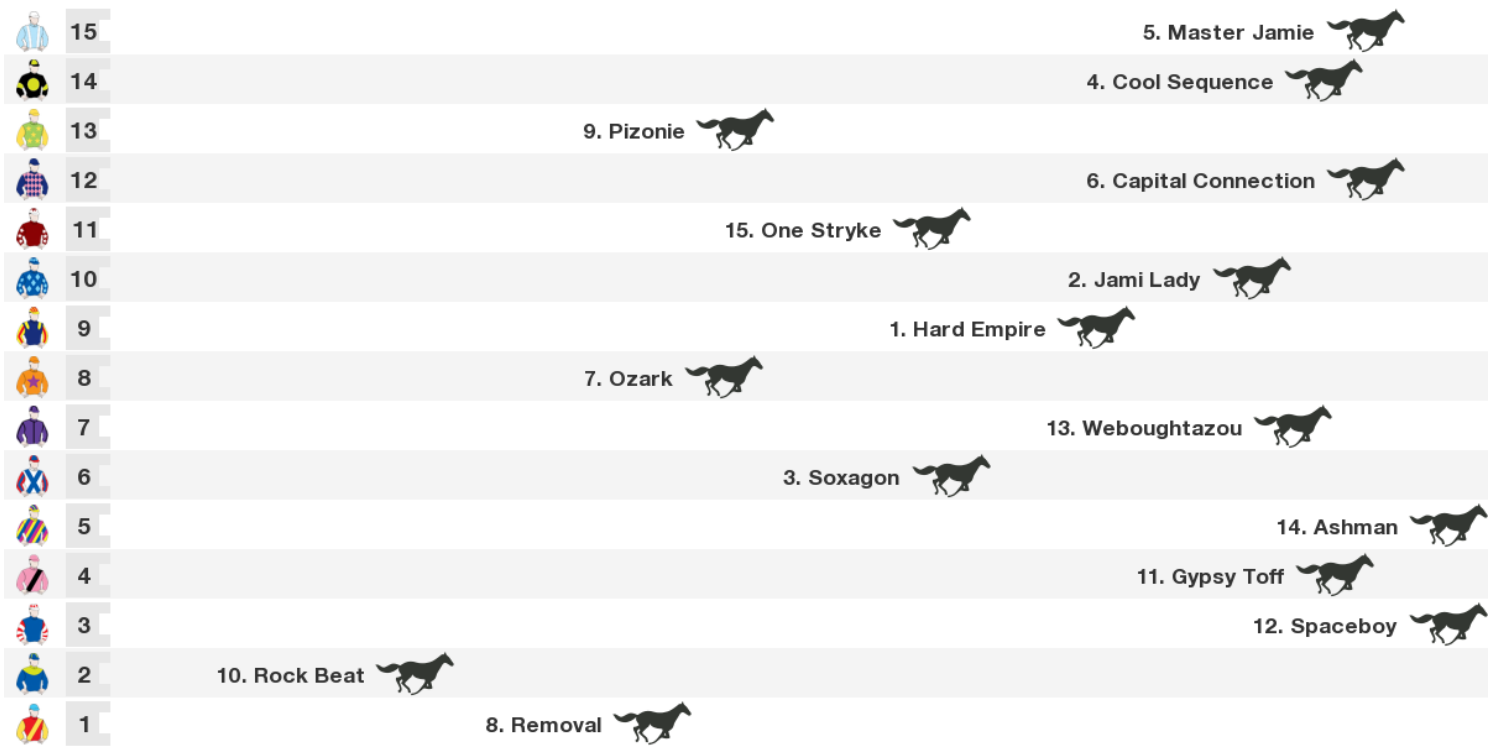 15 5. Master Jamie
14 4. Cool Sequence
13 9. Pizonie
12 6. Capital Connection
11 15. One Stryke
10 2. Jami Lady
9 1. Hard Empire
8 7. Ozark
7 13. Weboughtazou
6 3. Soxagon
5 14. Ashman
4 11. Gypsy Toff
3 12. Spaceboy
2 10. Rock Beat
1 8. Removal